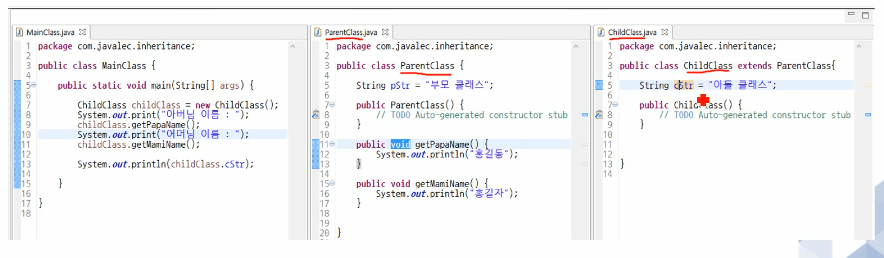 MainClass.java
1 package com.javalec.inheritance;
2
3 public class MainClass {
4
5 public static void main(String[] args) {
6
7 ChildClass childClass = new ChildClass();
8 System.out.print("아버님 이름 : ");
9 childClass.getPapaName();
10 System.out.print("어머님 이름 : ");
11 childClass.getMamiName();
12
13 System.out.println(childClass.cStr);
14
15 }
16
17 }
18
ParentClass.java
1 package com.javalec.inheritance;
2
3 public class ParentClass {
4
5 String pStr = "부모 클래스";
6
7 public ParentClass() {
8 // TODO Auto-generated constructor stub
9 }
10
11 public void getPapaName() {
12 System.out.println("홍길동");
13 }
14
15 public void getMamiName() {
16 System.out.println("홍길자");
17 }
18
19
20 }
21
ChildClass.java
1 package com.javalec.inheritance;
2
3 public class ChildClass extends ParentClass{
4
5 String cStr = "아들 클래스";
6
7 public ChildClass() {
8 // TODO Auto-generated constructor stub
9 }
10
11
12
13 }
14